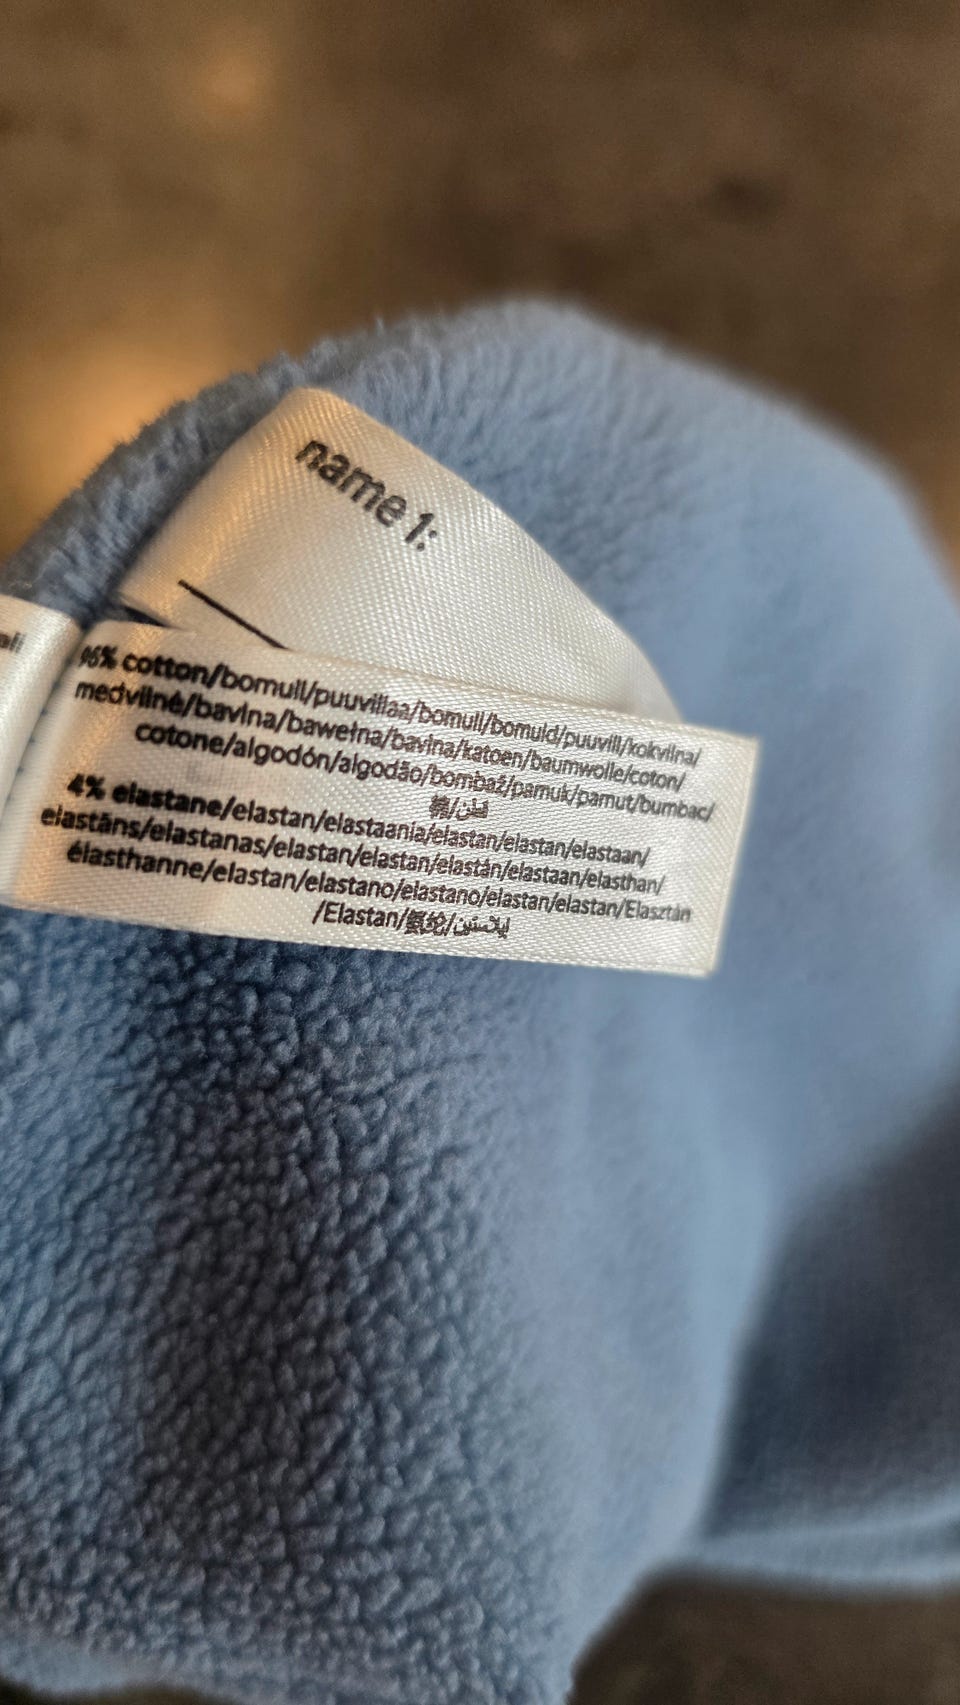 name 1:
96% cotton/bomull/puuvillaa/bomull/bomuld/puuvill/kokvilna/
medvilnė/bavlna/bawełna/bavlna/katoen/baumwolle/coton/
cotone/algodón/algodão/bombaž/pamuk/pamut/bumbac/
棉/قطن
4% elastane/elastan/elastaania/elastan/elastan/elastaan/
elastāns/elastanas/elastan/elastan/elastán/elastaan/elasthan/
élasthanne/elastan/elastano/elastano/elastan/elastan/Elasztán
/Elastan/氨纶/إيلاستين